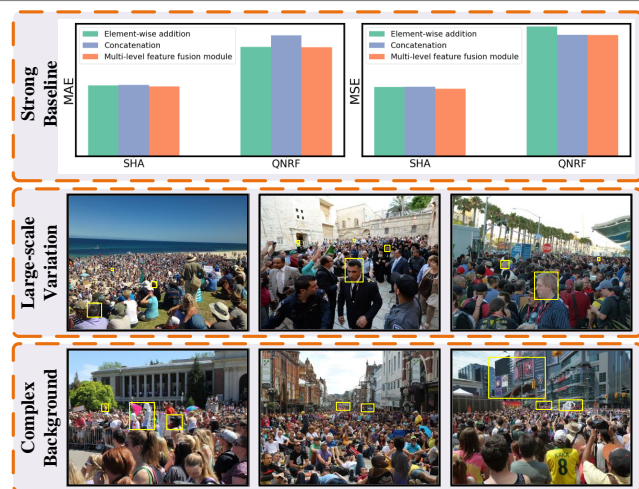 Strong
Baseline
MAE
Element-wise addition
Concatenation
Multi-level feature fusion module
SHA
QNRF
MSE
Element-wise addition
Concatenation
Multi-level feature fusion module
SHA
QNRF
Large-scale
Variation
Complex
Background
8